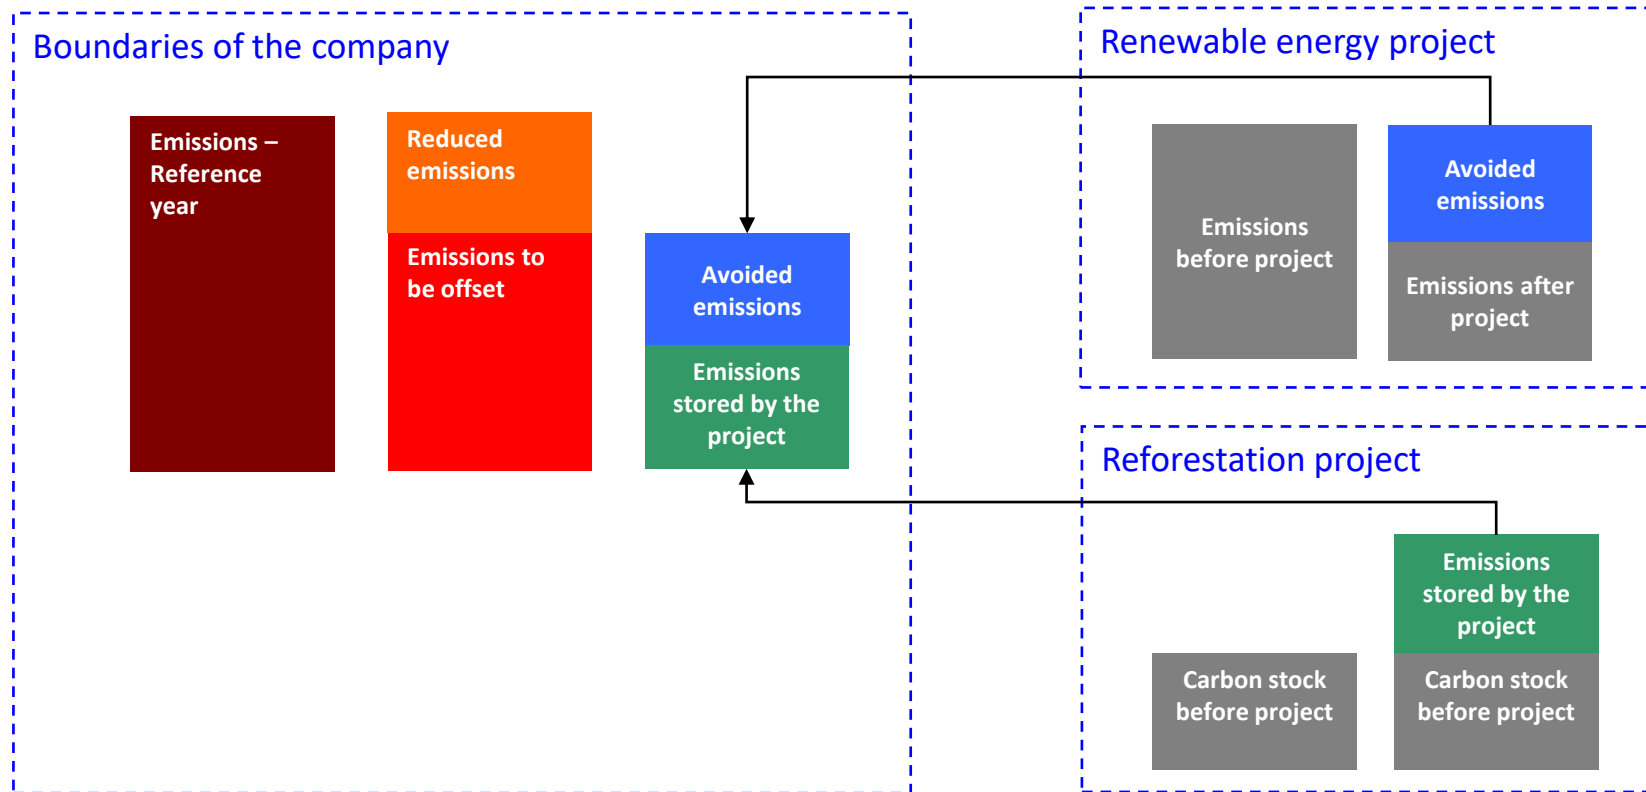 Boundaries of the company
Emissions –
Reference
year
Reduced
emissions
Emissions to
be offset
Avoided
emissions
Emissions
stored by the
project
Renewable energy project
Emissions
before project
Avoided
emissions
Emissions after
project
Reforestation project
Carbon stock
before project
Emissions
stored by the
project
Carbon stock
before project